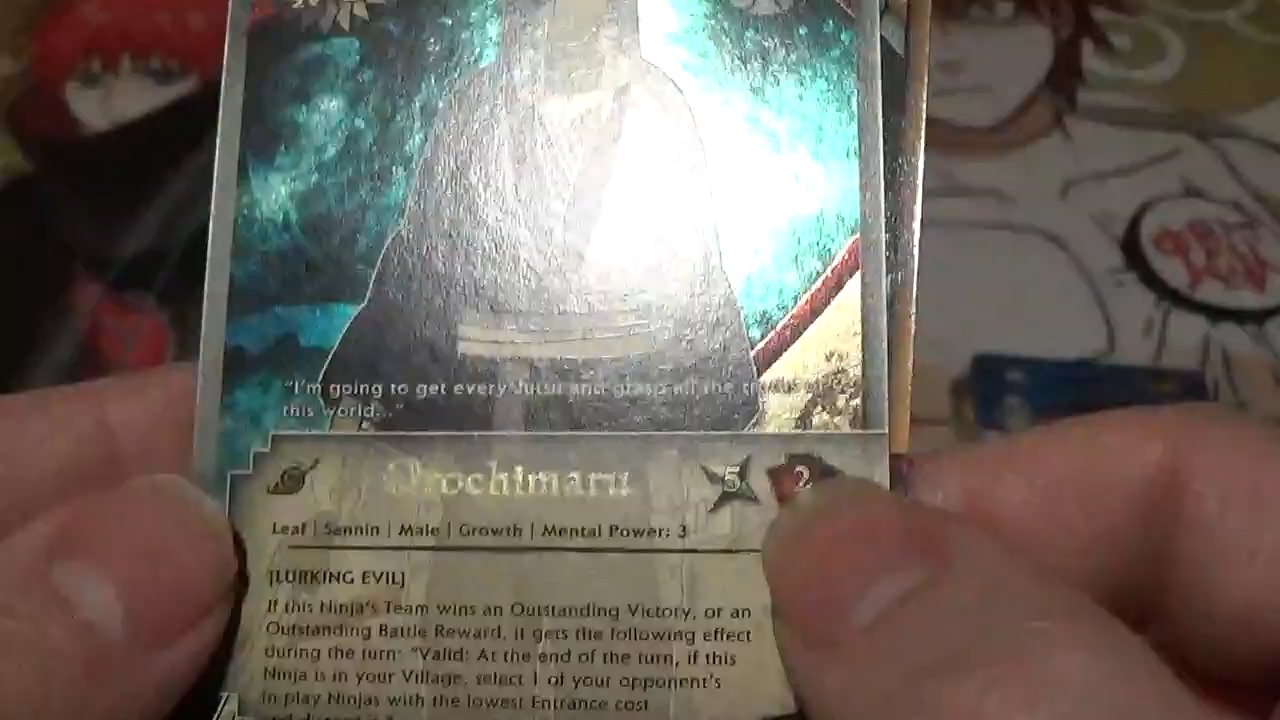 "I'm going to get every Jutsu and grasp all the truths of
this world..."
Orochimaru
5
2
Leaf | Sennin | Male | Growth | Mental Power: 3
[LURKING EVIL]
If this Ninja's Team wins an Outstanding Victory, or an
Outstanding Battle Reward, it gets the following effect
during the turn: "Valid: At the end of the turn, if this
Ninja is in your Village, select 1 of your opponent's
in play Ninjas with the lowest Entrance cost